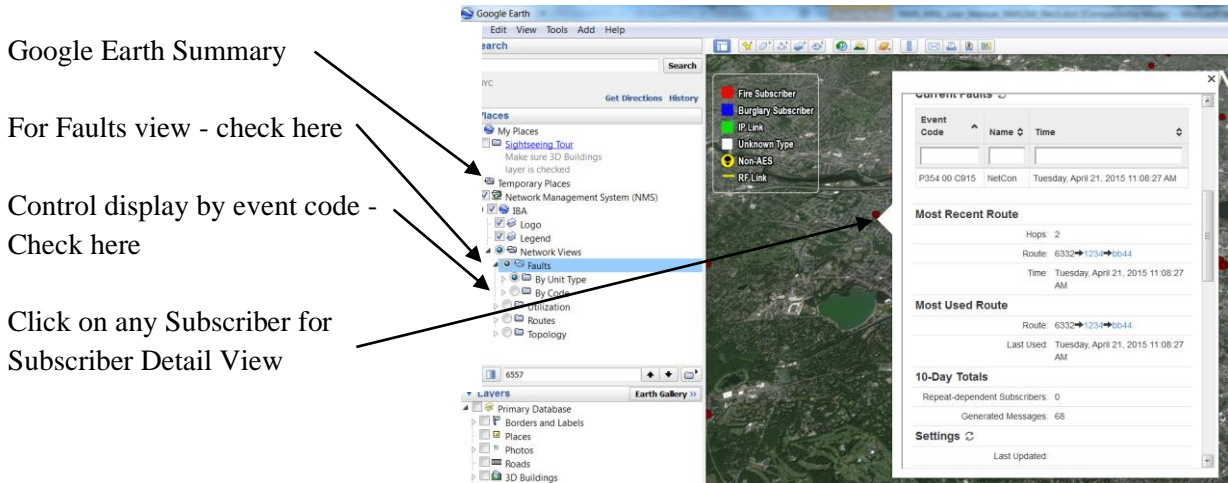 Google Earth Summary
For Faults view - check here
Control display by event code -
Check here
Click on any Subscriber for
Subscriber Detail View
Google Earth
Edit View Tools Add Help
earch
Search
YC
Get Directions History
Places
My Places
Sightseeing Tour
Make sure 3D Buildings
layer is checked
Temporary Places
Network Management System (NMS)
IBA
Logo
Legend
Network Views
Faults
By Unit Type
By Code
Utilization
Routes
Topology
6557
Layers
Earth Gallery »
Primary Database
Borders and Labels
Places
Photos
Roads
3D Buildings
Fire Subscriber
Burglary Subscriber
IP Link
Unknown Type
Non-AES
RF Link
Current Faults
Event Code Name Time
P354 00 C915 NetCon Tuesday, April 21, 2015 11:08:27 AM
Most Recent Route
Hops: 2
Route: 6332➔1234➔bb44
Time: Tuesday, April 21, 2015 11:08:27
AM
Most Used Route
Route: 6332➔1234➔bb44
Last Used: Tuesday, April 21, 2015 11:08:27
AM
10-Day Totals
Repeat-dependent Subscribers: 0
Generated Messages: 68
Settings
Last Updated: